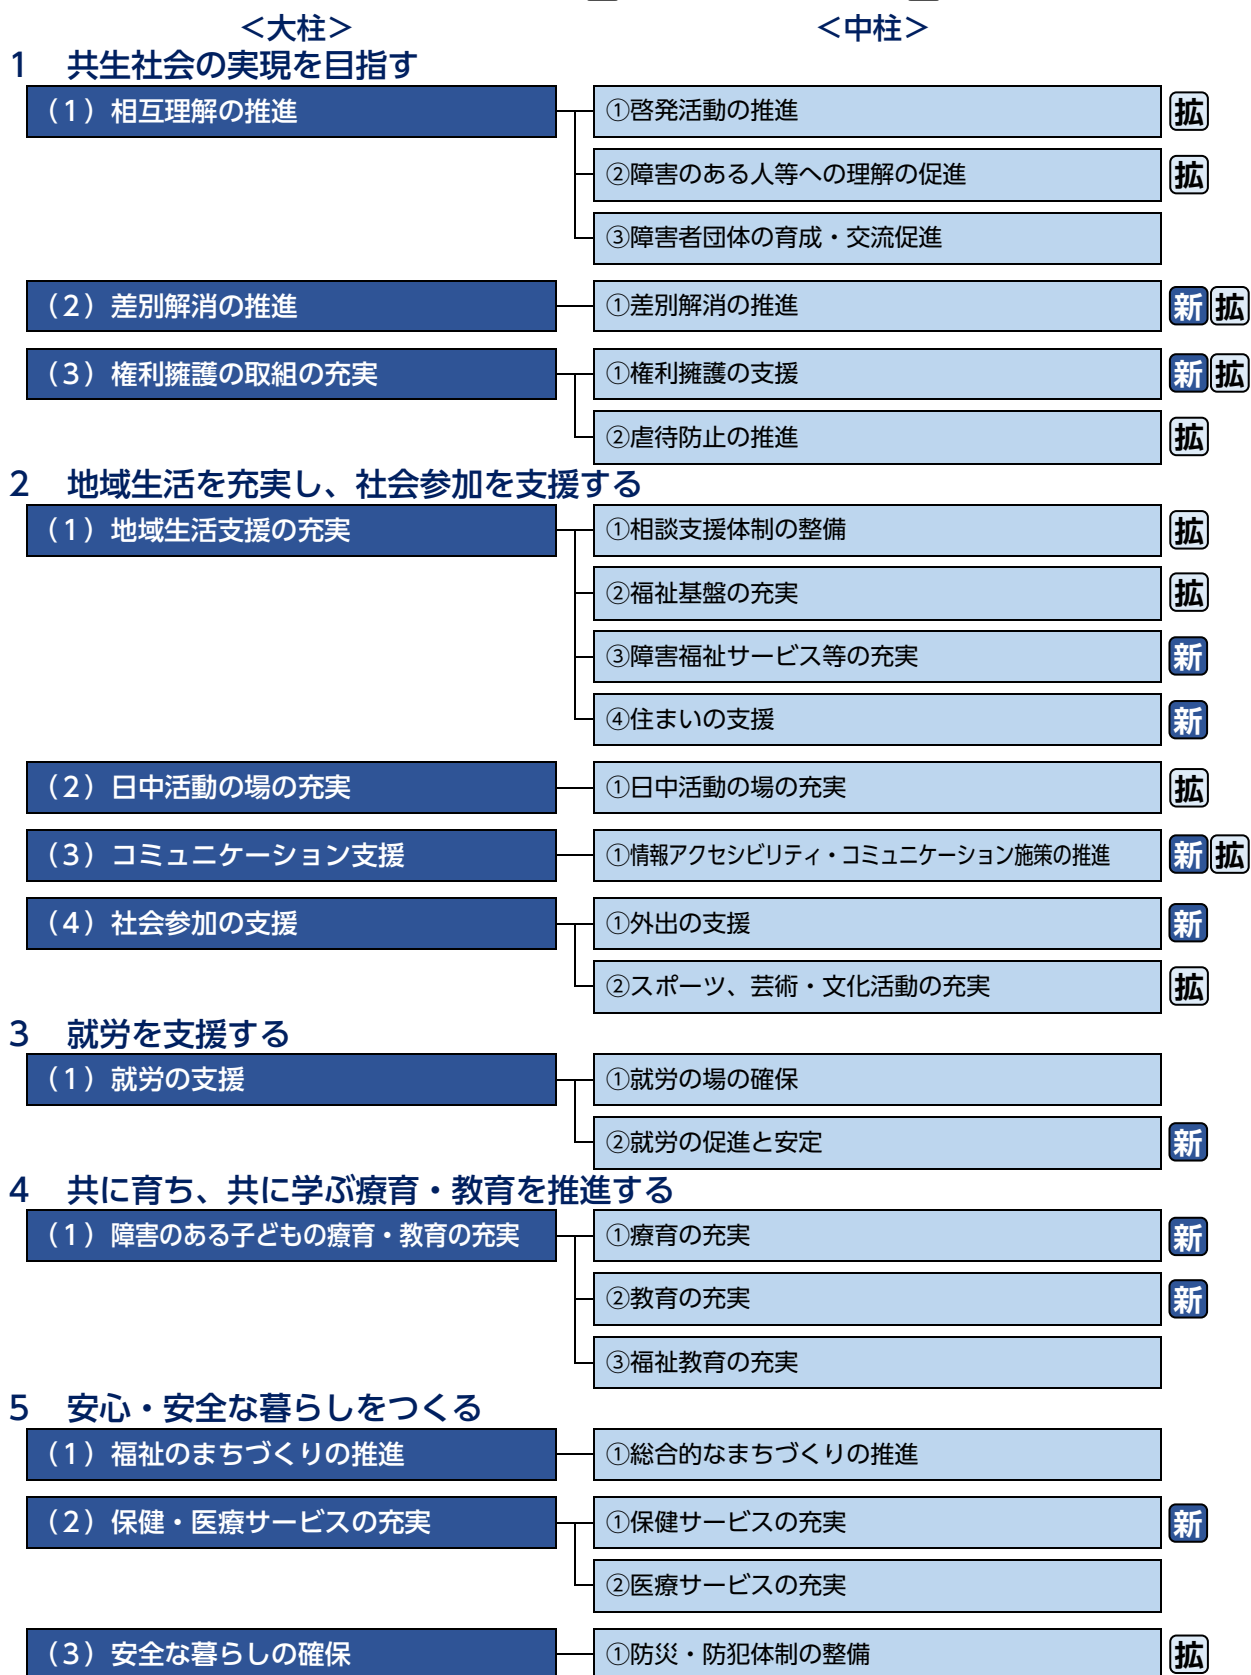 ＜大柱＞　＜中柱＞
１　共生社会の実現を目指す
（１）相互理解の推進　①啓発活動の推進　拡
②障害のある人等への理解の促進　拡
③障害者団体の育成・交流促進
（２）差別解消の推進　①差別解消の推進　新 拡
（３）権利擁護の取組の充実　①権利擁護の支援　新 拡
②虐待防止の推進　拡
２　地域生活を充実し、社会参加を支援する
（１）地域生活支援の充実　①相談支援体制の整備　拡
②福祉基盤の充実　拡
③障害福祉サービス等の充実　新
④住まいの支援　新
（２）日中活動の場の充実　①日中活動の場の充実　拡
（３）コミュニケーション支援　①情報アクセシビリティ・コミュニケーション施策の推進　新 拡
（４）社会参加の支援　①外出の支援　新
②スポーツ、芸術・文化活動の充実　拡
３　就労を支援する
（１）就労の支援　①就労の場の確保
②就労の促進と安定　新
４　共に育ち、共に学ぶ療育・教育を推進する
（１）障害のある子どもの療育・教育の充実　①療育の充実　新
②教育の充実　新
③福祉教育の充実
５　安心・安全な暮らしをつくる
（１）福祉のまちづくりの推進　①総合的なまちづくりの推進
（２）保健・医療サービスの充実　①保健サービスの充実　新
②医療サービスの充実
（３）安全な暮らしの確保　①防災・防犯体制の整備　拡